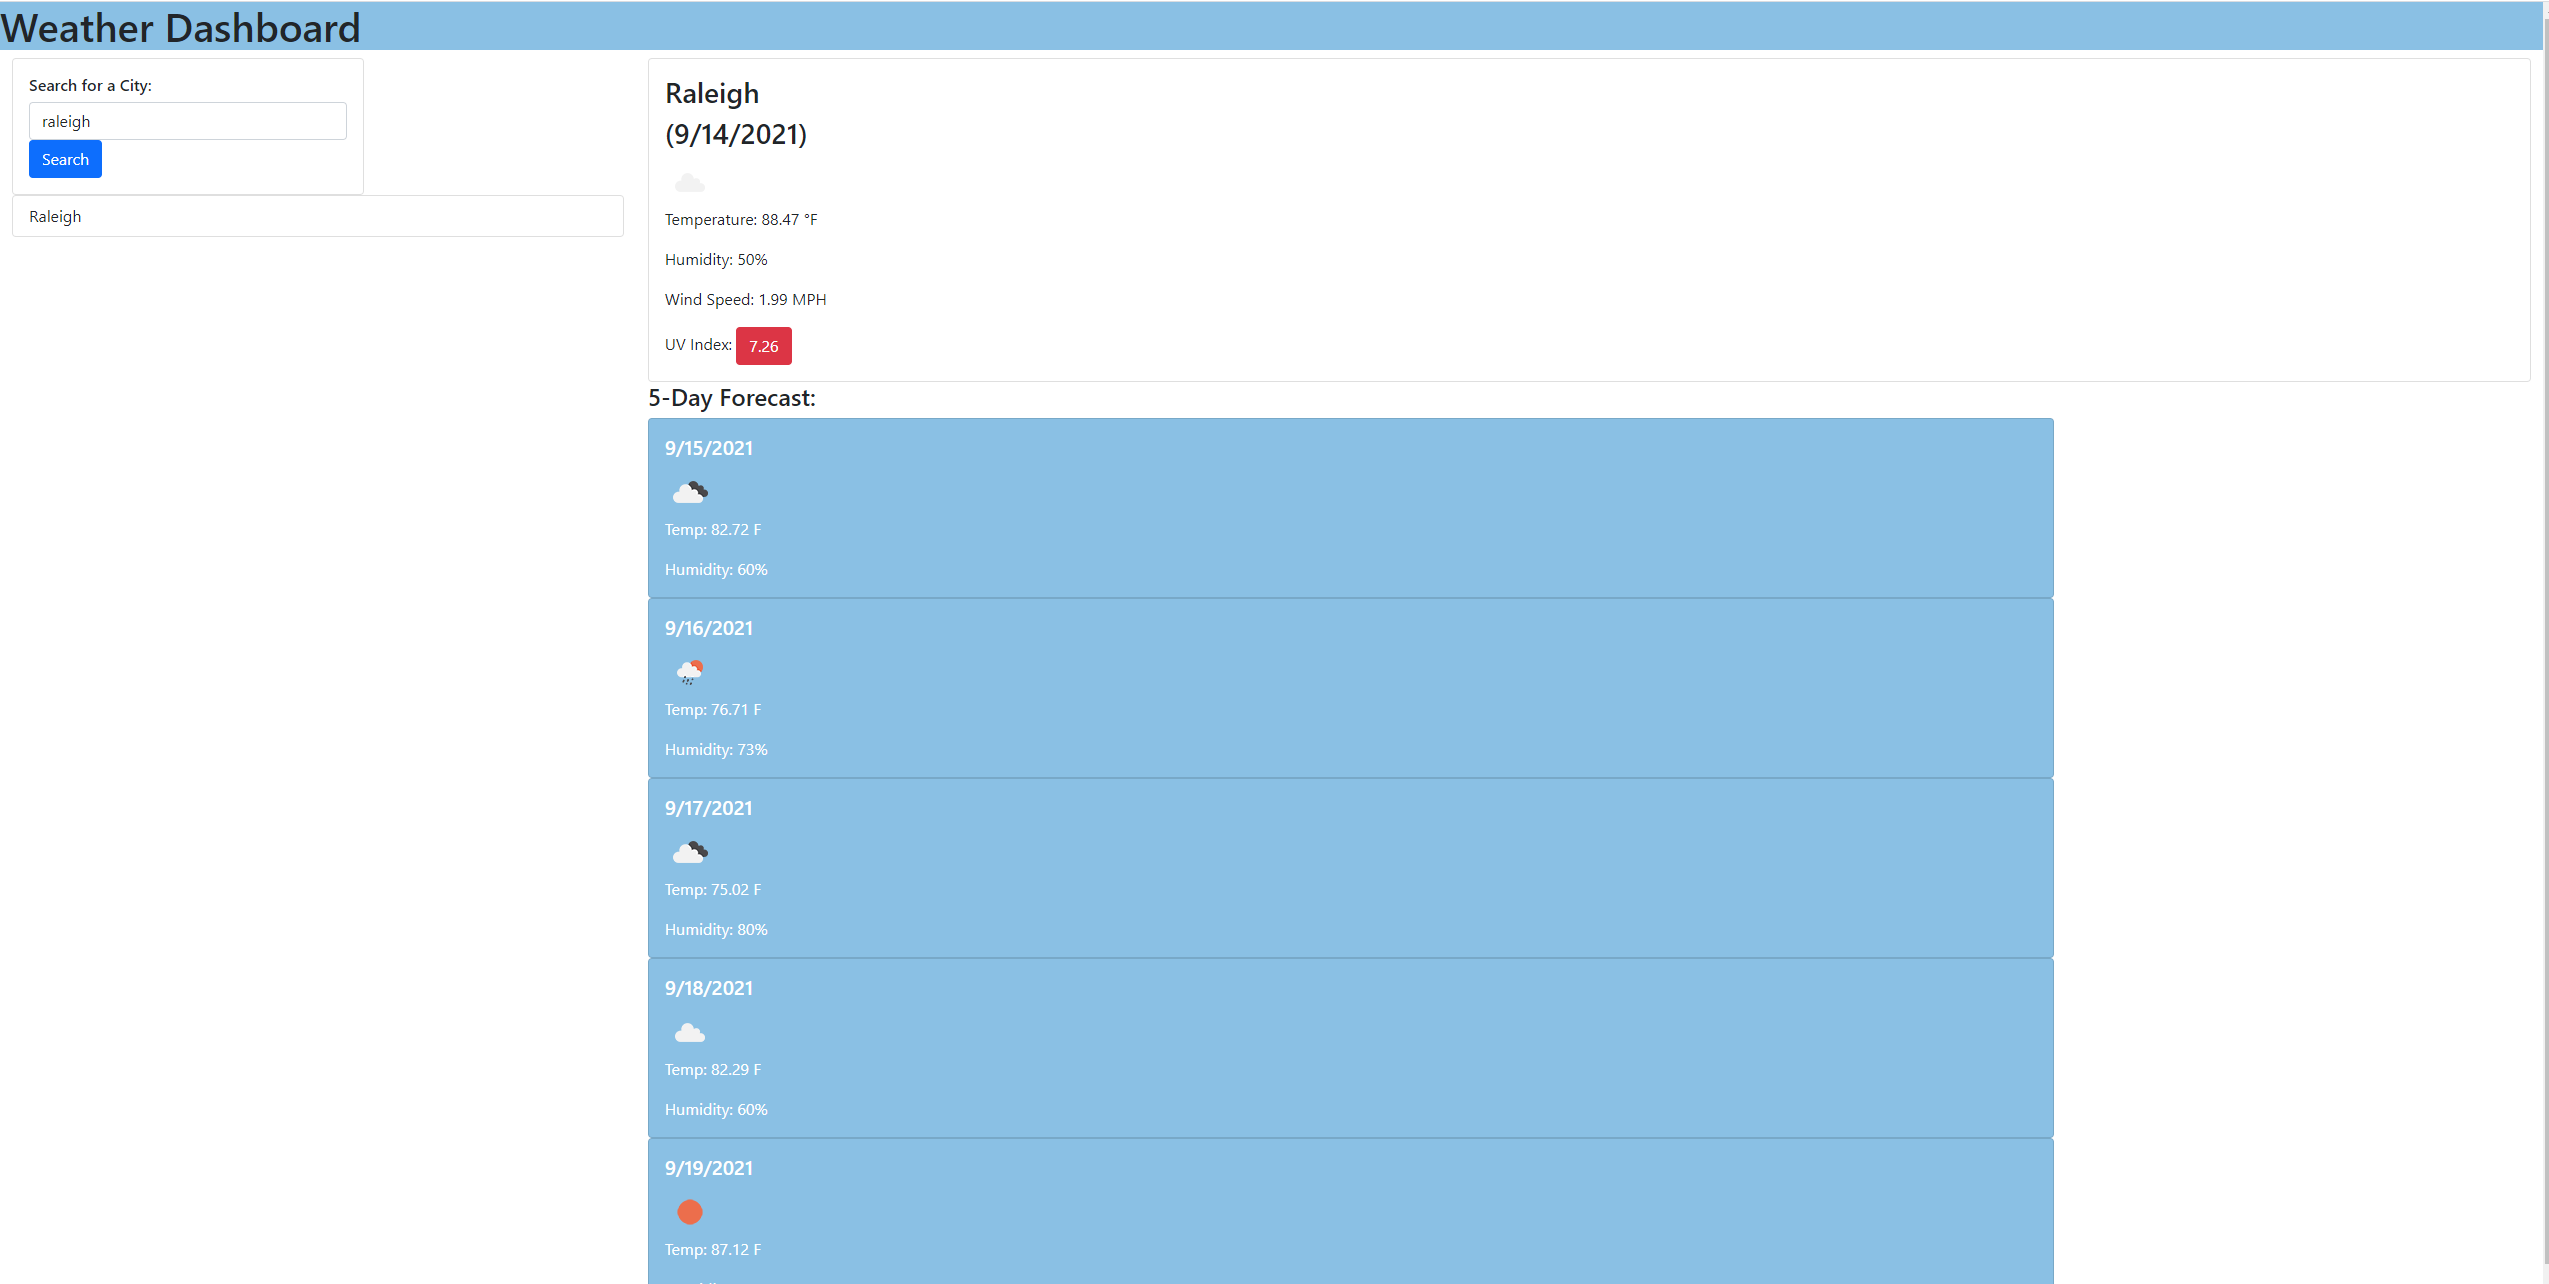 Weather Dashboard
Search for a City:
raleigh
Search
Raleigh
Raleigh
(9/14/2021)
Temperature: 88.47 °F
Humidity: 50%
Wind Speed: 1.99 MPH
UV Index: 7.26
5-Day Forecast:
9/15/2021
Temp: 82.72 F
Humidity: 60%
9/16/2021
Temp: 76.71 F
Humidity: 73%
9/17/2021
Temp: 75.02 F
Humidity: 80%
9/18/2021
Temp: 82.29 F
Humidity: 60%
9/19/2021
Temp: 87.12 F